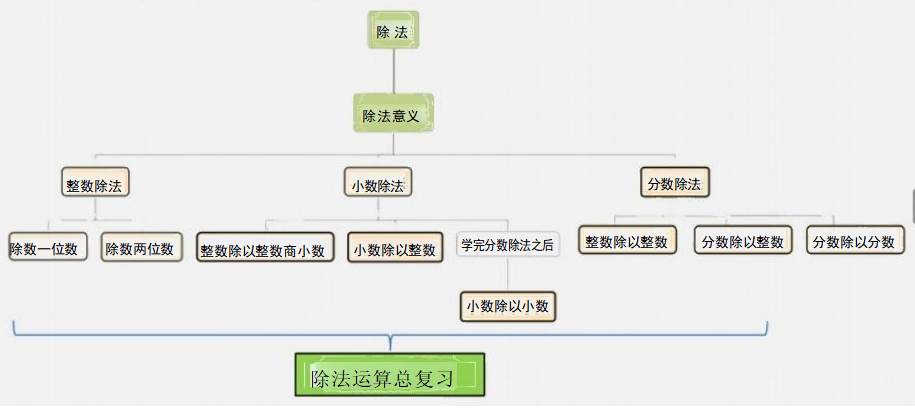 除 法
除法意义
整数除法
小数除法
分数除法
除数一位数
除数两位数
整数除以整数商小数
小数除以整数
学完分数除法之后
整数除以整数
分数除以整数
分数除以分数
小数除以小数
除法运算总复习